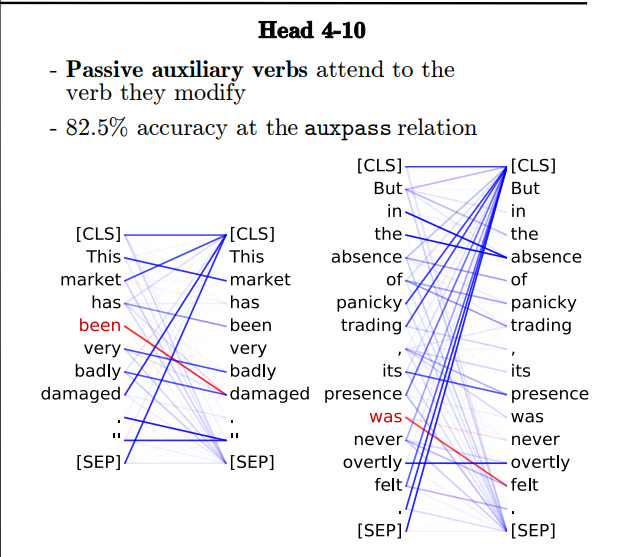 Head 4-10
- Passive auxiliary verbs attend to the
verb they modify
- 82.5% accuracy at the auxpass relation
[CLS] [CLS]
This This
market market
has has
been been
very very
badly badly
damaged damaged
. .
" "
[SEP] [SEP]
[CLS] [CLS]
But But
in in
the the
absence absence
of of
panicky panicky
trading trading
, ,
its its
presence presence
was was
never never
overtly overtly
felt felt
. .
[SEP] [SEP]